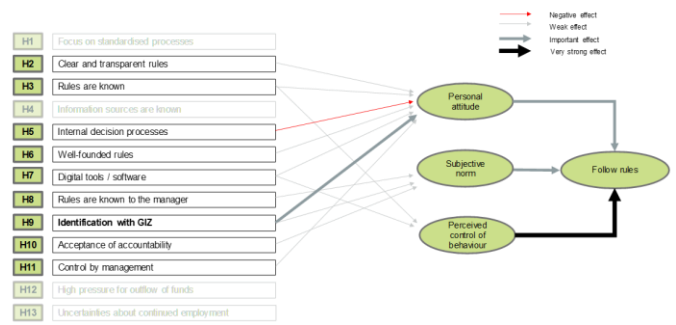 Negative effect
Weak effect
Important effect
Very strong effect
H1 Focus on standardised processes
H2 Clear and transparent rules
H3 Rules are known
H4 Information sources are known
H5 Internal decision processes
H6 Well-founded rules
H7 Digital tools / software
H8 Rules are known to the manager
H9 Identification with GIZ
H10 Acceptance of accountability
H11 Control by management
H12 High pressure for outflow of funds
H13 Uncertainties about continued employment
Personal
attitude
Subjective
norm
Perceived
control of
behaviour
Follow rules